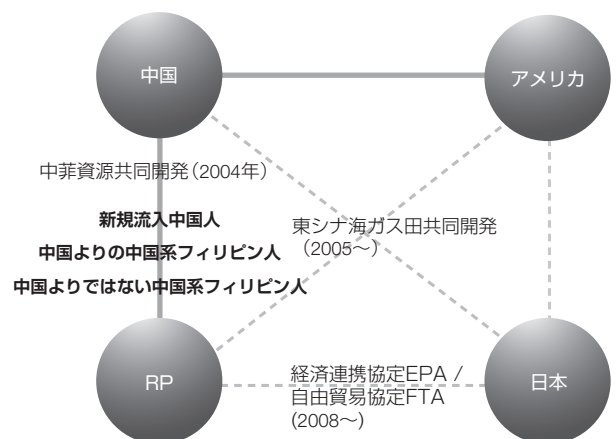 中国
アメリカ
中菲資源共同開発(2004年)
新規流入中国人
中国よりの中国系フィリピン人
中国よりではない中国系フィリピン人
東シナ海ガス田共同開発
(2005〜)
RP
経済連携協定EPA /
自由貿易協定FTA
(2008〜)
日本